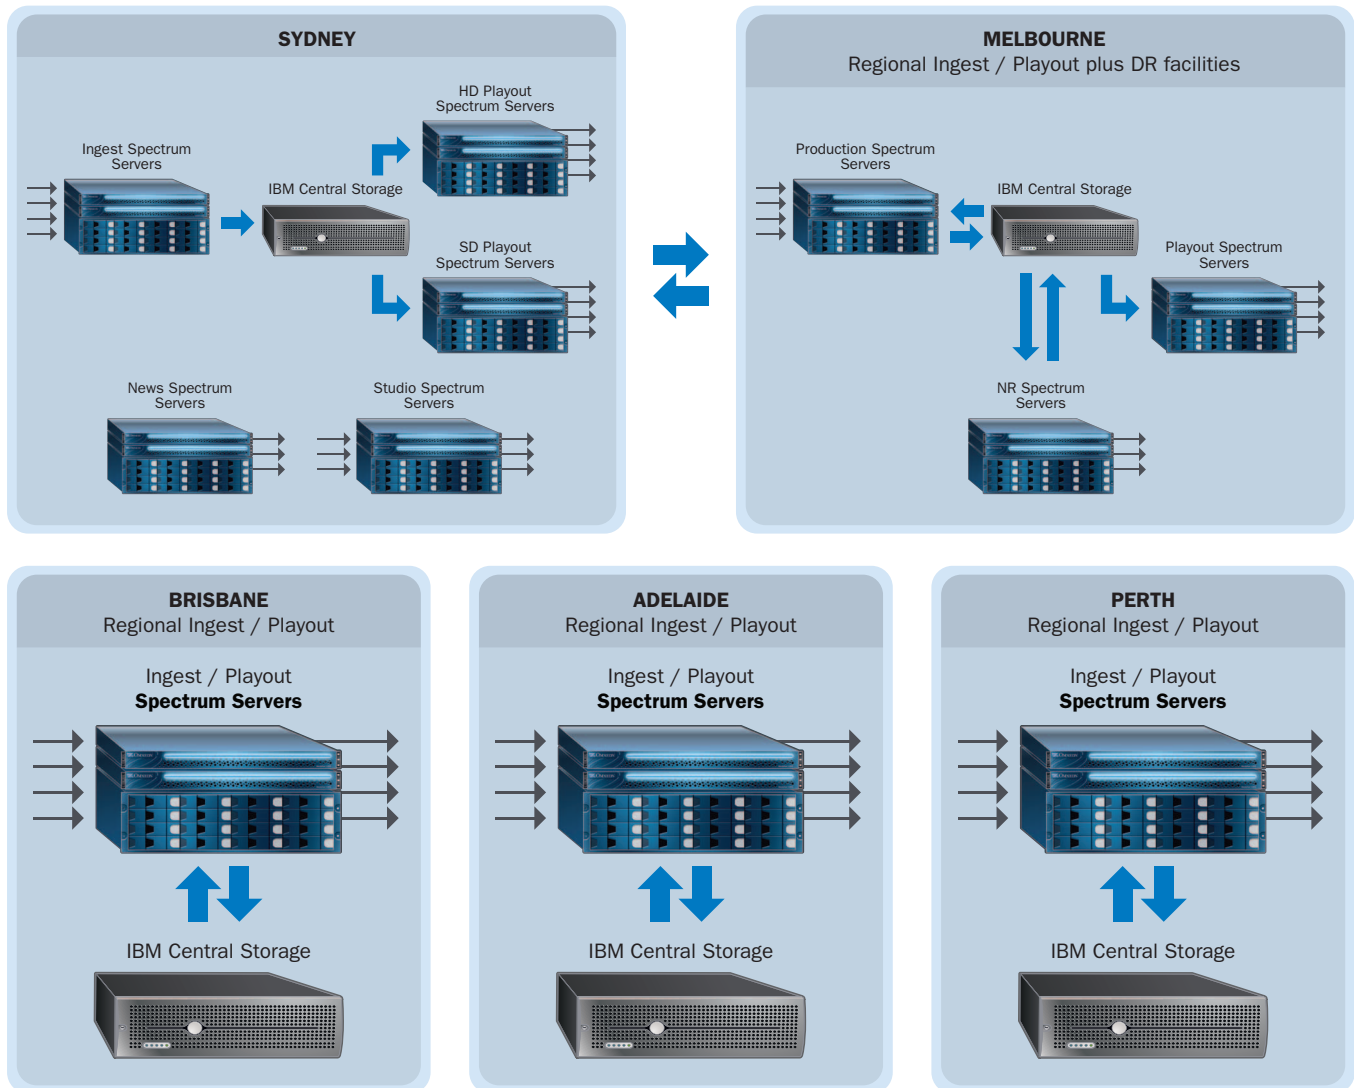 SYDNEY
HD Playout
Spectrum Servers
Ingest Spectrum
Servers
IBM Central Storage
SD Playout
Spectrum Servers
News Spectrum
Servers
Studio Spectrum
Servers
MELBOURNE
Regional Ingest / Playout plus DR facilities
Production Spectrum
Servers
IBM Central Storage
Playout Spectrum
Servers
NR Spectrum
Servers
BRISBANE
Regional Ingest / Playout
Ingest / Playout
Spectrum Servers
IBM Central Storage
ADELAIDE
Regional Ingest / Playout
Ingest / Playout
Spectrum Servers
IBM Central Storage
PERTH
Regional Ingest / Playout
Ingest / Playout
Spectrum Servers
IBM Central Storage